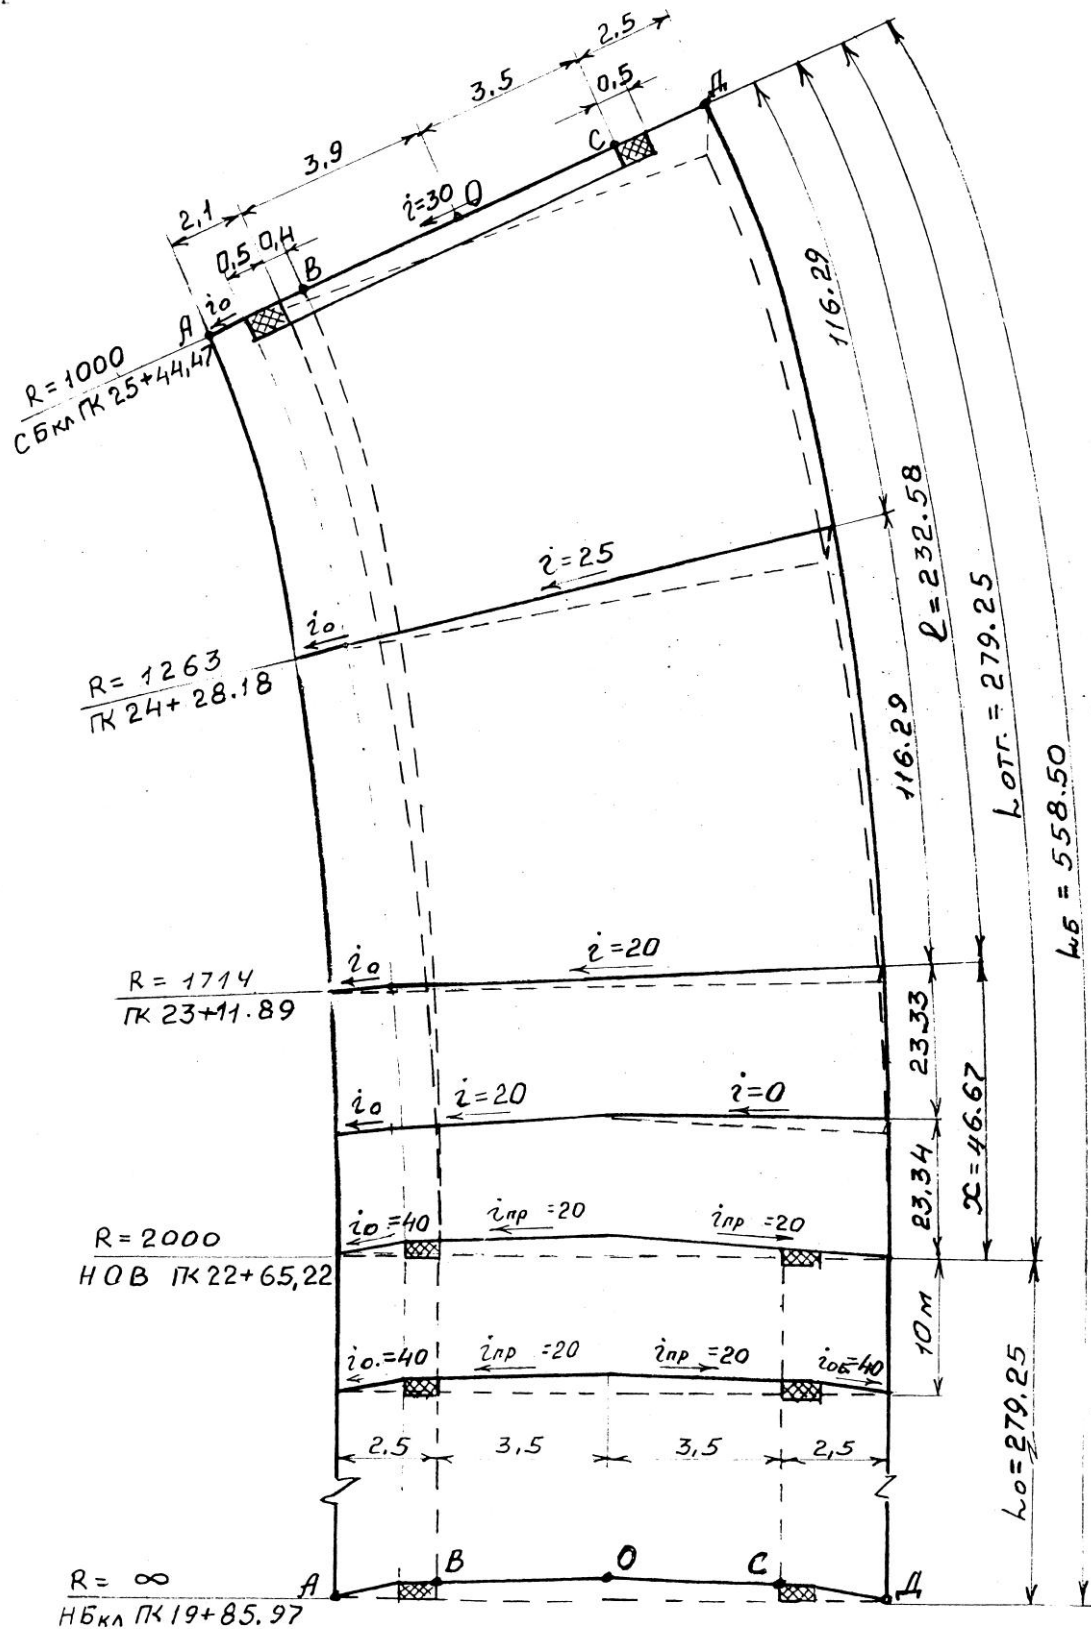 2,5
0,5
3,5
3,9
2,1
0,5 0,4
Д
С
О
В
А
i=30
i₀
R = 1000
СБкл ПК 25+44,47
116.29
i=25
i₀
R = 1263
ПК 24+28.18
116.29
l = 232.58
Lотг. = 279.25
LБ = 558.50
i=20
i₀
R = 1714
ПК 23+11.89
23.33
i=0
i=20
i₀
x = 46.67
23,34
i₀=40
iпр =20
iпр =20
R = 2000
НОВ ПК 22+65,22
10 м
i₀.=40
iпр =20
iпр =20
iоб=40
2,5
3,5
3,5
2,5
L₀=279.25
А
В
О
С
Д
R = ∞
НБкл ПК 19+85.97